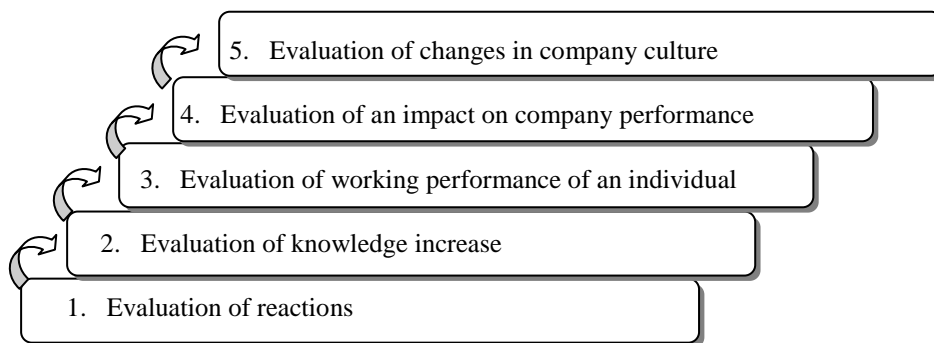 5. Evaluation of changes in company culture
4. Evaluation of an impact on company performance
3. Evaluation of working performance of an individual
2. Evaluation of knowledge increase
1. Evaluation of reactions